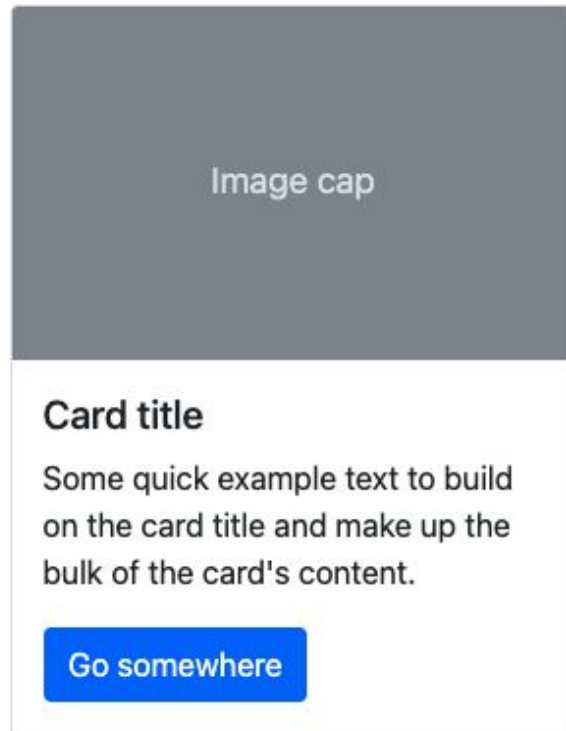 Image cap
Card title
Some quick example text to build
on the card title and make up the
bulk of the card's content.
Go somewhere